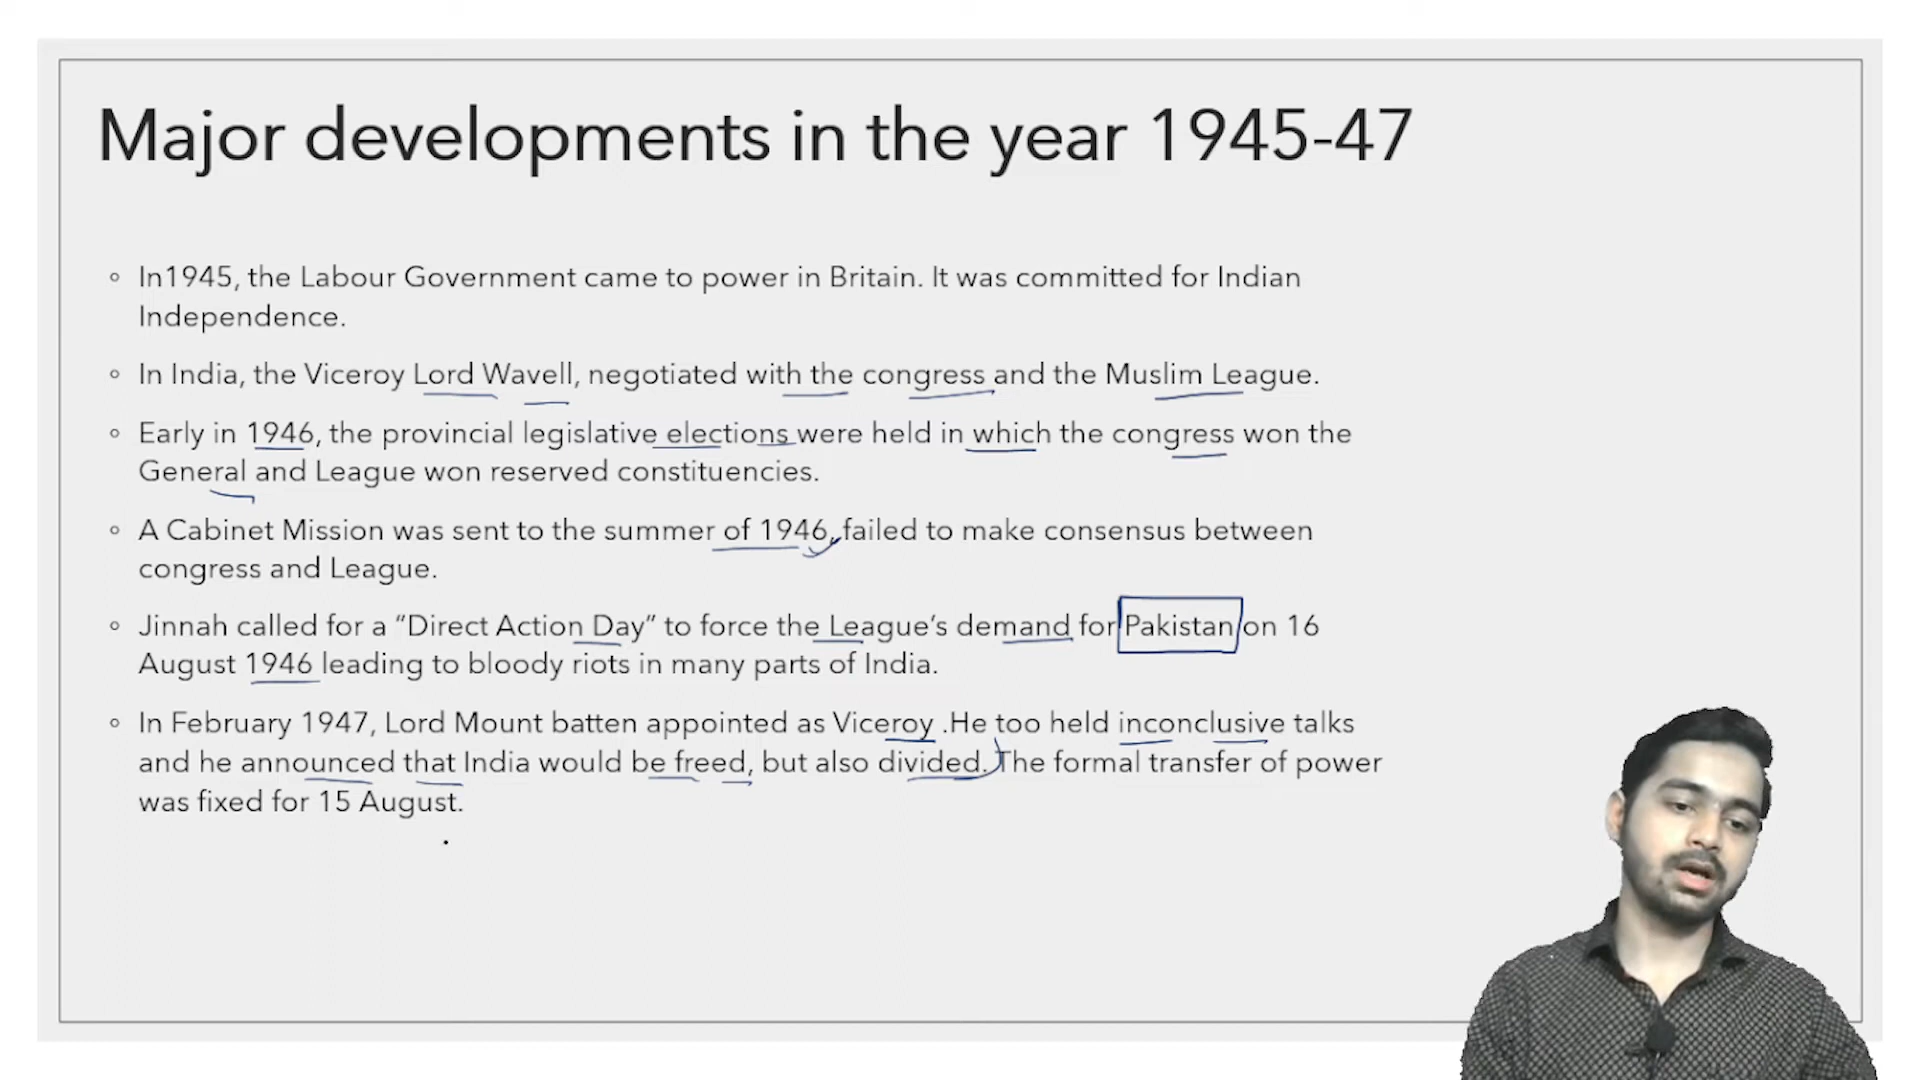 Major developments in the year 1945-47
In1945, the Labour Government came to power in Britain. It was committed for Indian
Independence.
In India, the Viceroy Lord Wavell, negotiated with the congress and the Muslim League.
Early in 1946, the provincial legislative elections were held in which the congress won the
General and League won reserved constituencies.
A Cabinet Mission was sent to the summer of 1946, failed to make consensus between
congress and League.
Jinnah called for a “Direct Action Day” to force the League’s demand for Pakistan on 16
August 1946 leading to bloody riots in many parts of India.
In February 1947, Lord Mount batten appointed as Viceroy .He too held inconclusive talks
and he announced that India would be freed, but also divided. The formal transfer of power
was fixed for 15 August.